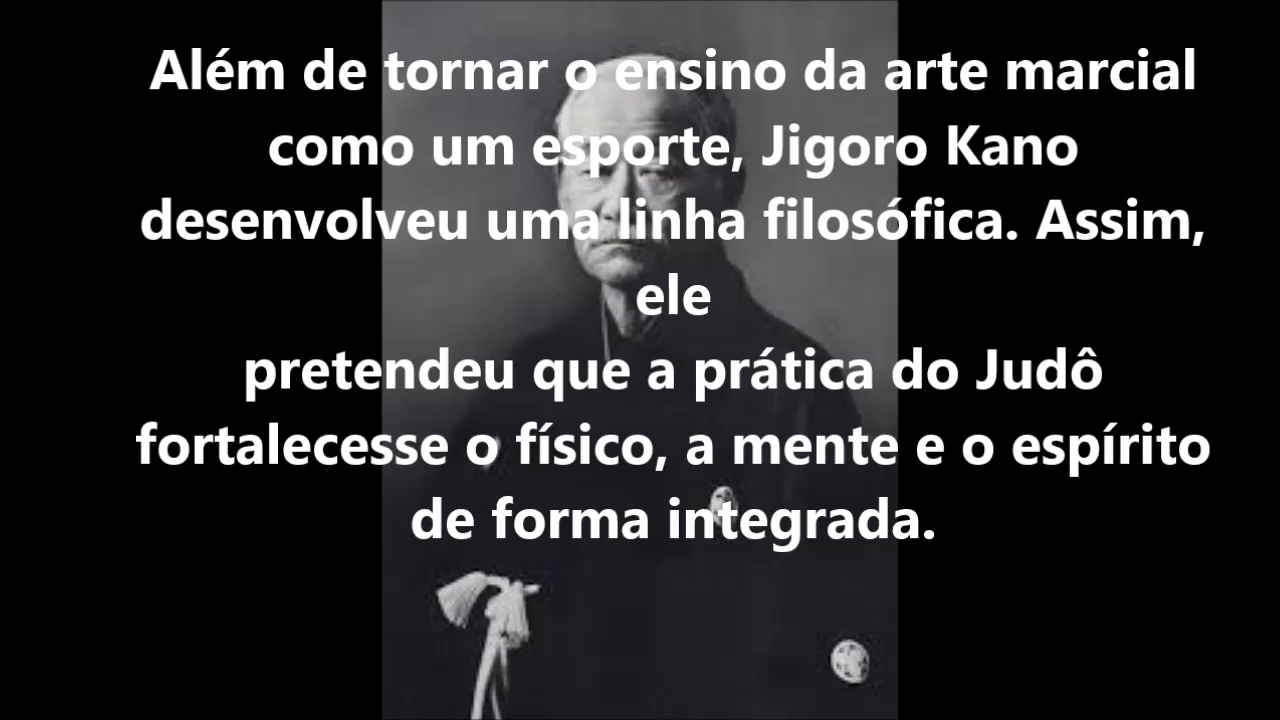 Além de tornar o ensino da arte marcial
como um esporte, Jigoro Kano
desenvolveu uma linha filosófica. Assim,
ele
pretendeu que a prática do Judô
fortalecesse o físico, a mente e o espírito
de forma integrada.